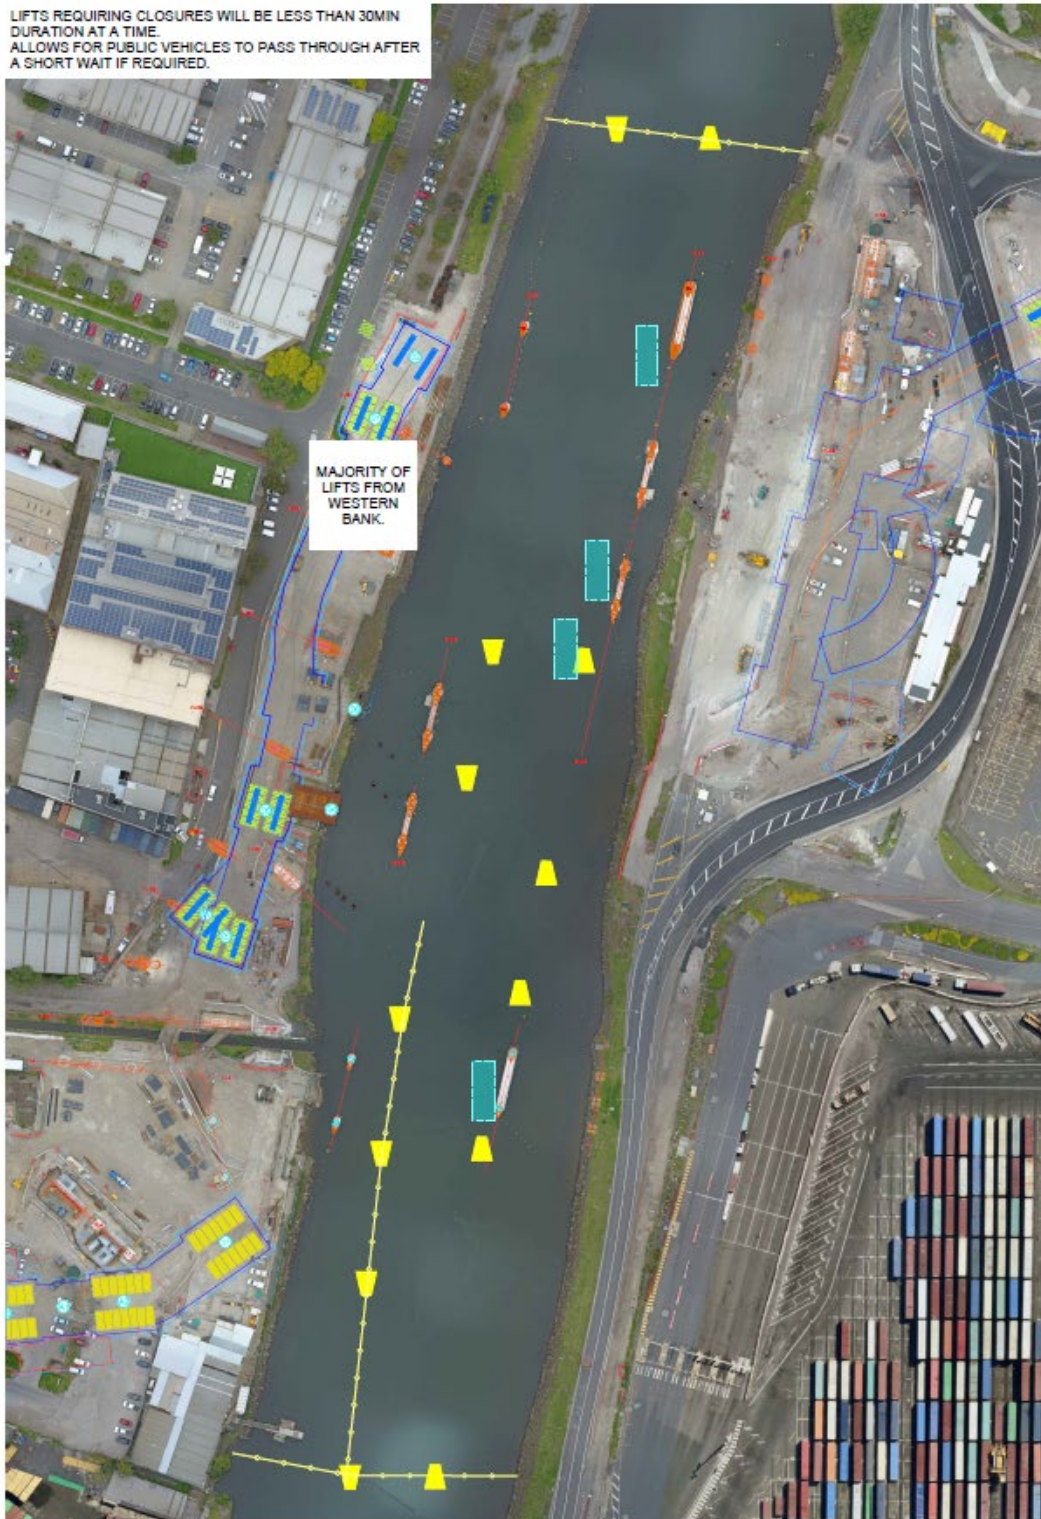 LIFTS REQUIRING CLOSURES WILL BE LESS THAN 30MIN
DURATION AT A TIME.
ALLOWS FOR PUBLIC VEHICLES TO PASS THROUGH AFTER
A SHORT WAIT IF REQUIRED.
MAJORITY OF
LIFTS FROM
WESTERN
BANK.